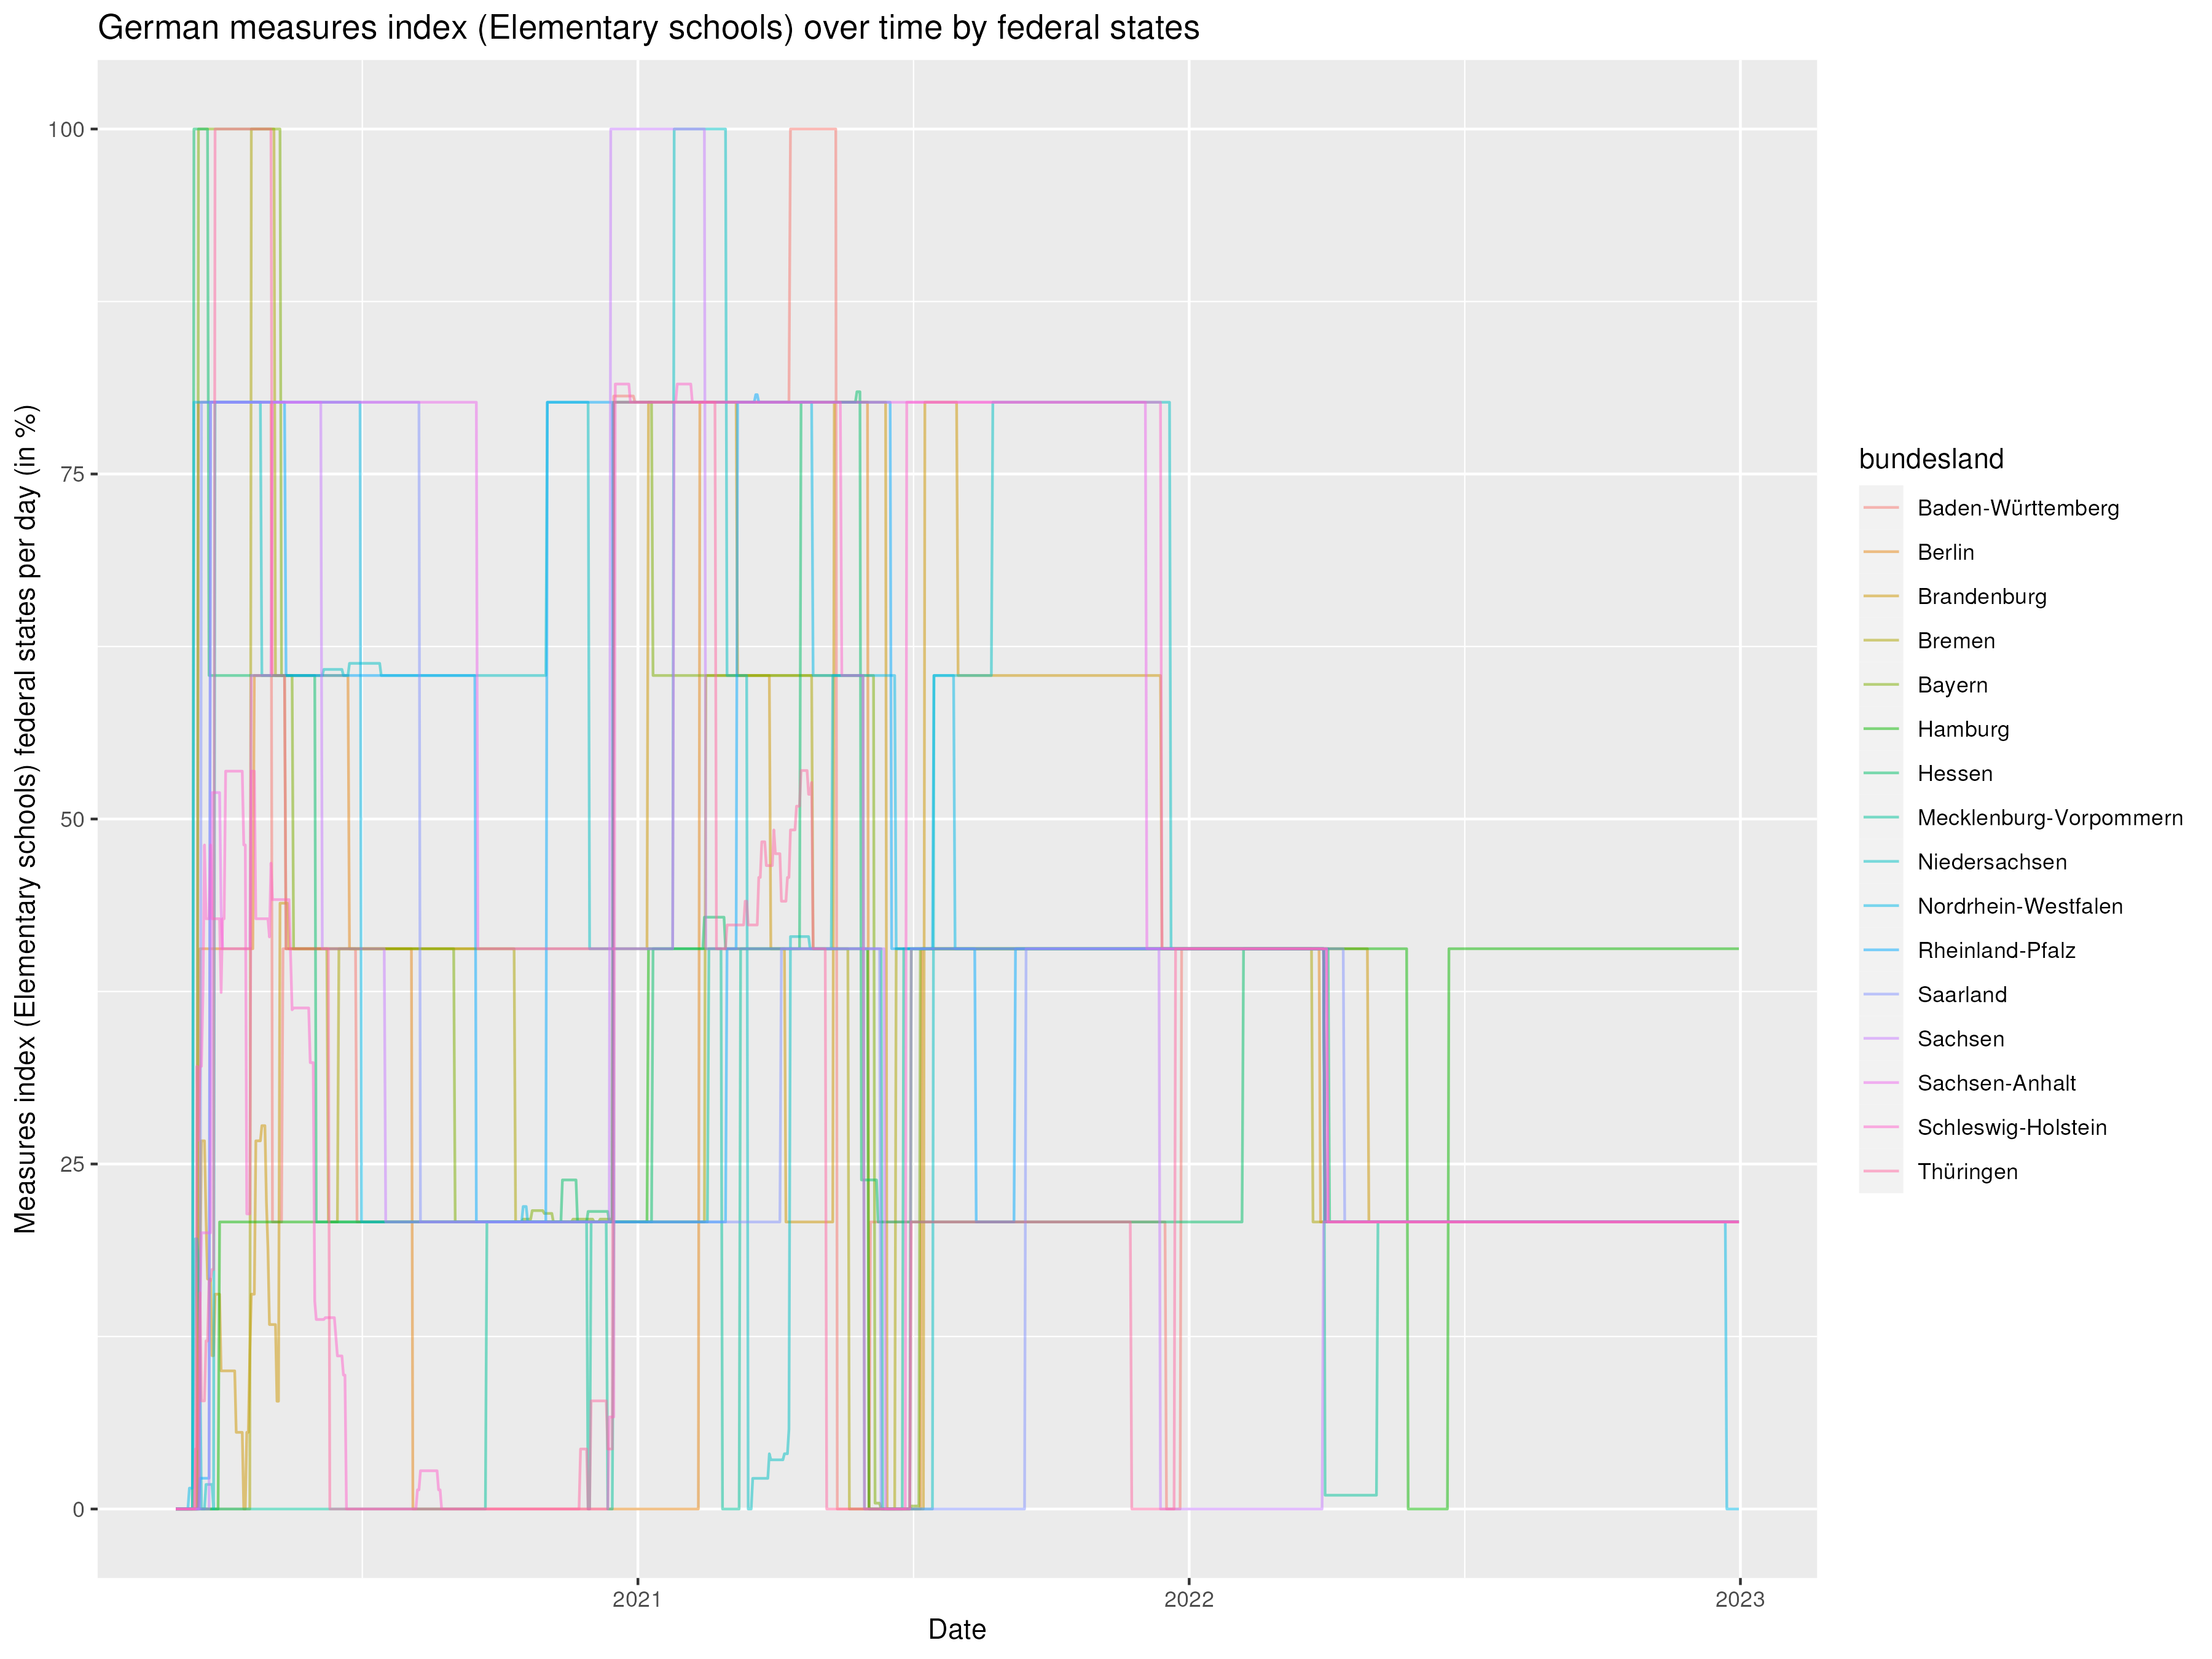 German measures index (Elementary schools) over time by federal states
Measures index (Elementary schools) federal states per day (in %)
100
75
50
25
0
2021
2022
2023
Date
bundesland
Baden-Württemberg
Berlin
Brandenburg
Bremen
Bayern
Hamburg
Hessen
Mecklenburg-Vorpommern
Niedersachsen
Nordrhein-Westfalen
Rheinland-Pfalz
Saarland
Sachsen
Sachsen-Anhalt
Schleswig-Holstein
Thüringen